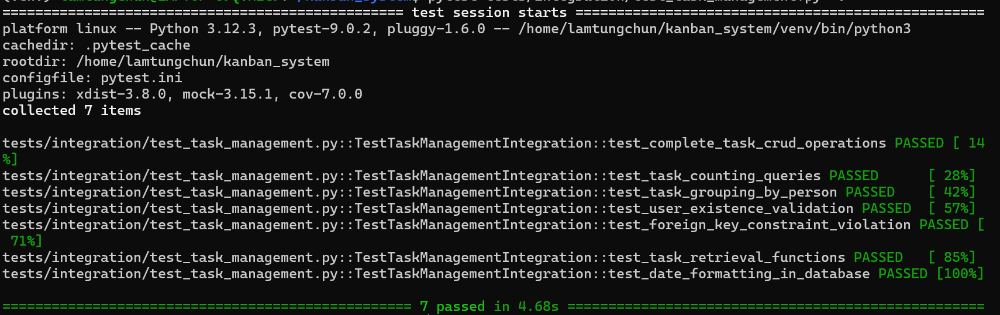 ================================================= test session starts ==================================================
platform linux -- Python 3.12.3, pytest-9.0.2, pluggy-1.6.0 -- /home/lamtungchun/kanban_system/venv/bin/python3
cachedir: .pytest_cache
rootdir: /home/lamtungchun/kanban_system
configfile: pytest.ini
plugins: xdist-3.8.0, mock-3.15.1, cov-7.0.0
collected 7 items
tests/integration/test_task_management.py::TestTaskManagementIntegration::test_complete_task_crud_operations PASSED [ 14
%]
tests/integration/test_task_management.py::TestTaskManagementIntegration::test_task_counting_queries PASSED      [ 28%]
tests/integration/test_task_management.py::TestTaskManagementIntegration::test_task_grouping_by_person PASSED    [ 42%]
tests/integration/test_task_management.py::TestTaskManagementIntegration::test_user_existence_validation PASSED  [ 57%]
tests/integration/test_task_management.py::TestTaskManagementIntegration::test_foreign_key_constraint_violation PASSED [
 71%]
tests/integration/test_task_management.py::TestTaskManagementIntegration::test_task_retrieval_functions PASSED   [ 85%]
tests/integration/test_task_management.py::TestTaskManagementIntegration::test_date_formatting_in_database PASSED [100%]
================================================== 7 passed in 4.68s ===================================================